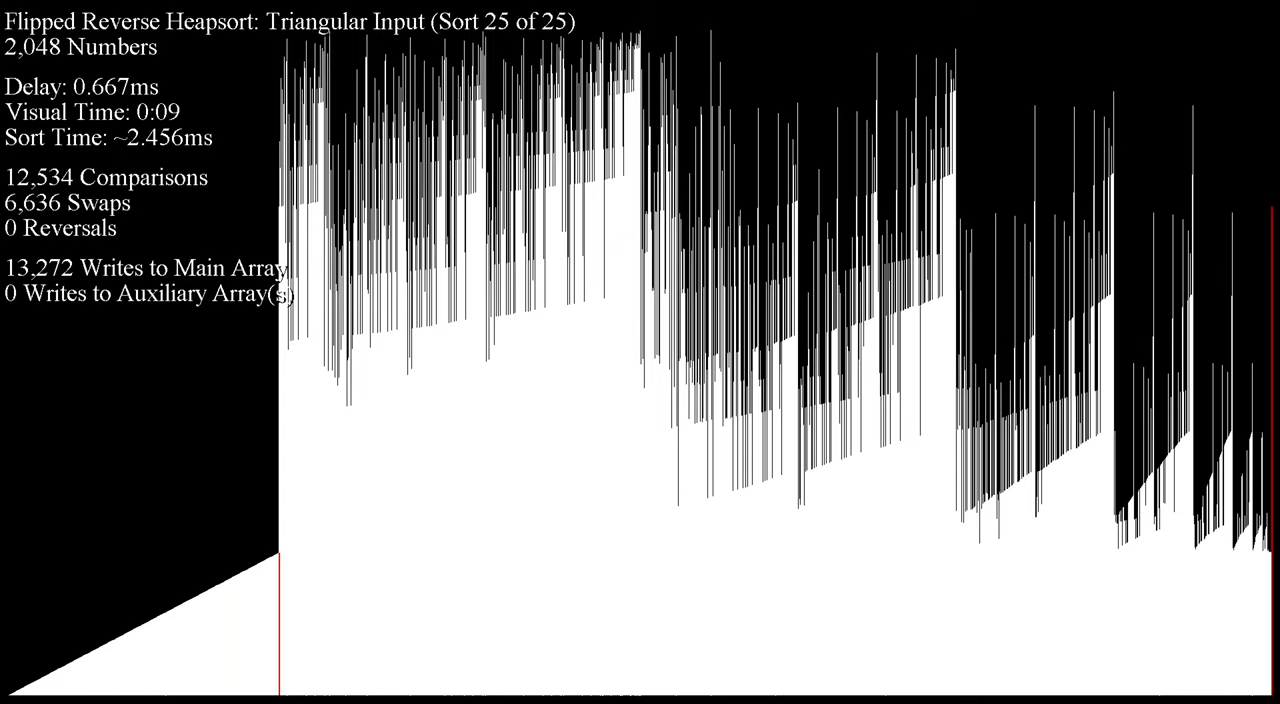 Flipped Reverse Heapsort: Triangular Input (Sort 25 of 25)
2,048 Numbers
Delay: 0.667ms
Visual Time: 0:09
Sort Time: ~2.456ms
12,534 Comparisons
6,636 Swaps
0 Reversals
13,272 Writes to Main Array
0 Writes to Auxiliary Array(s)